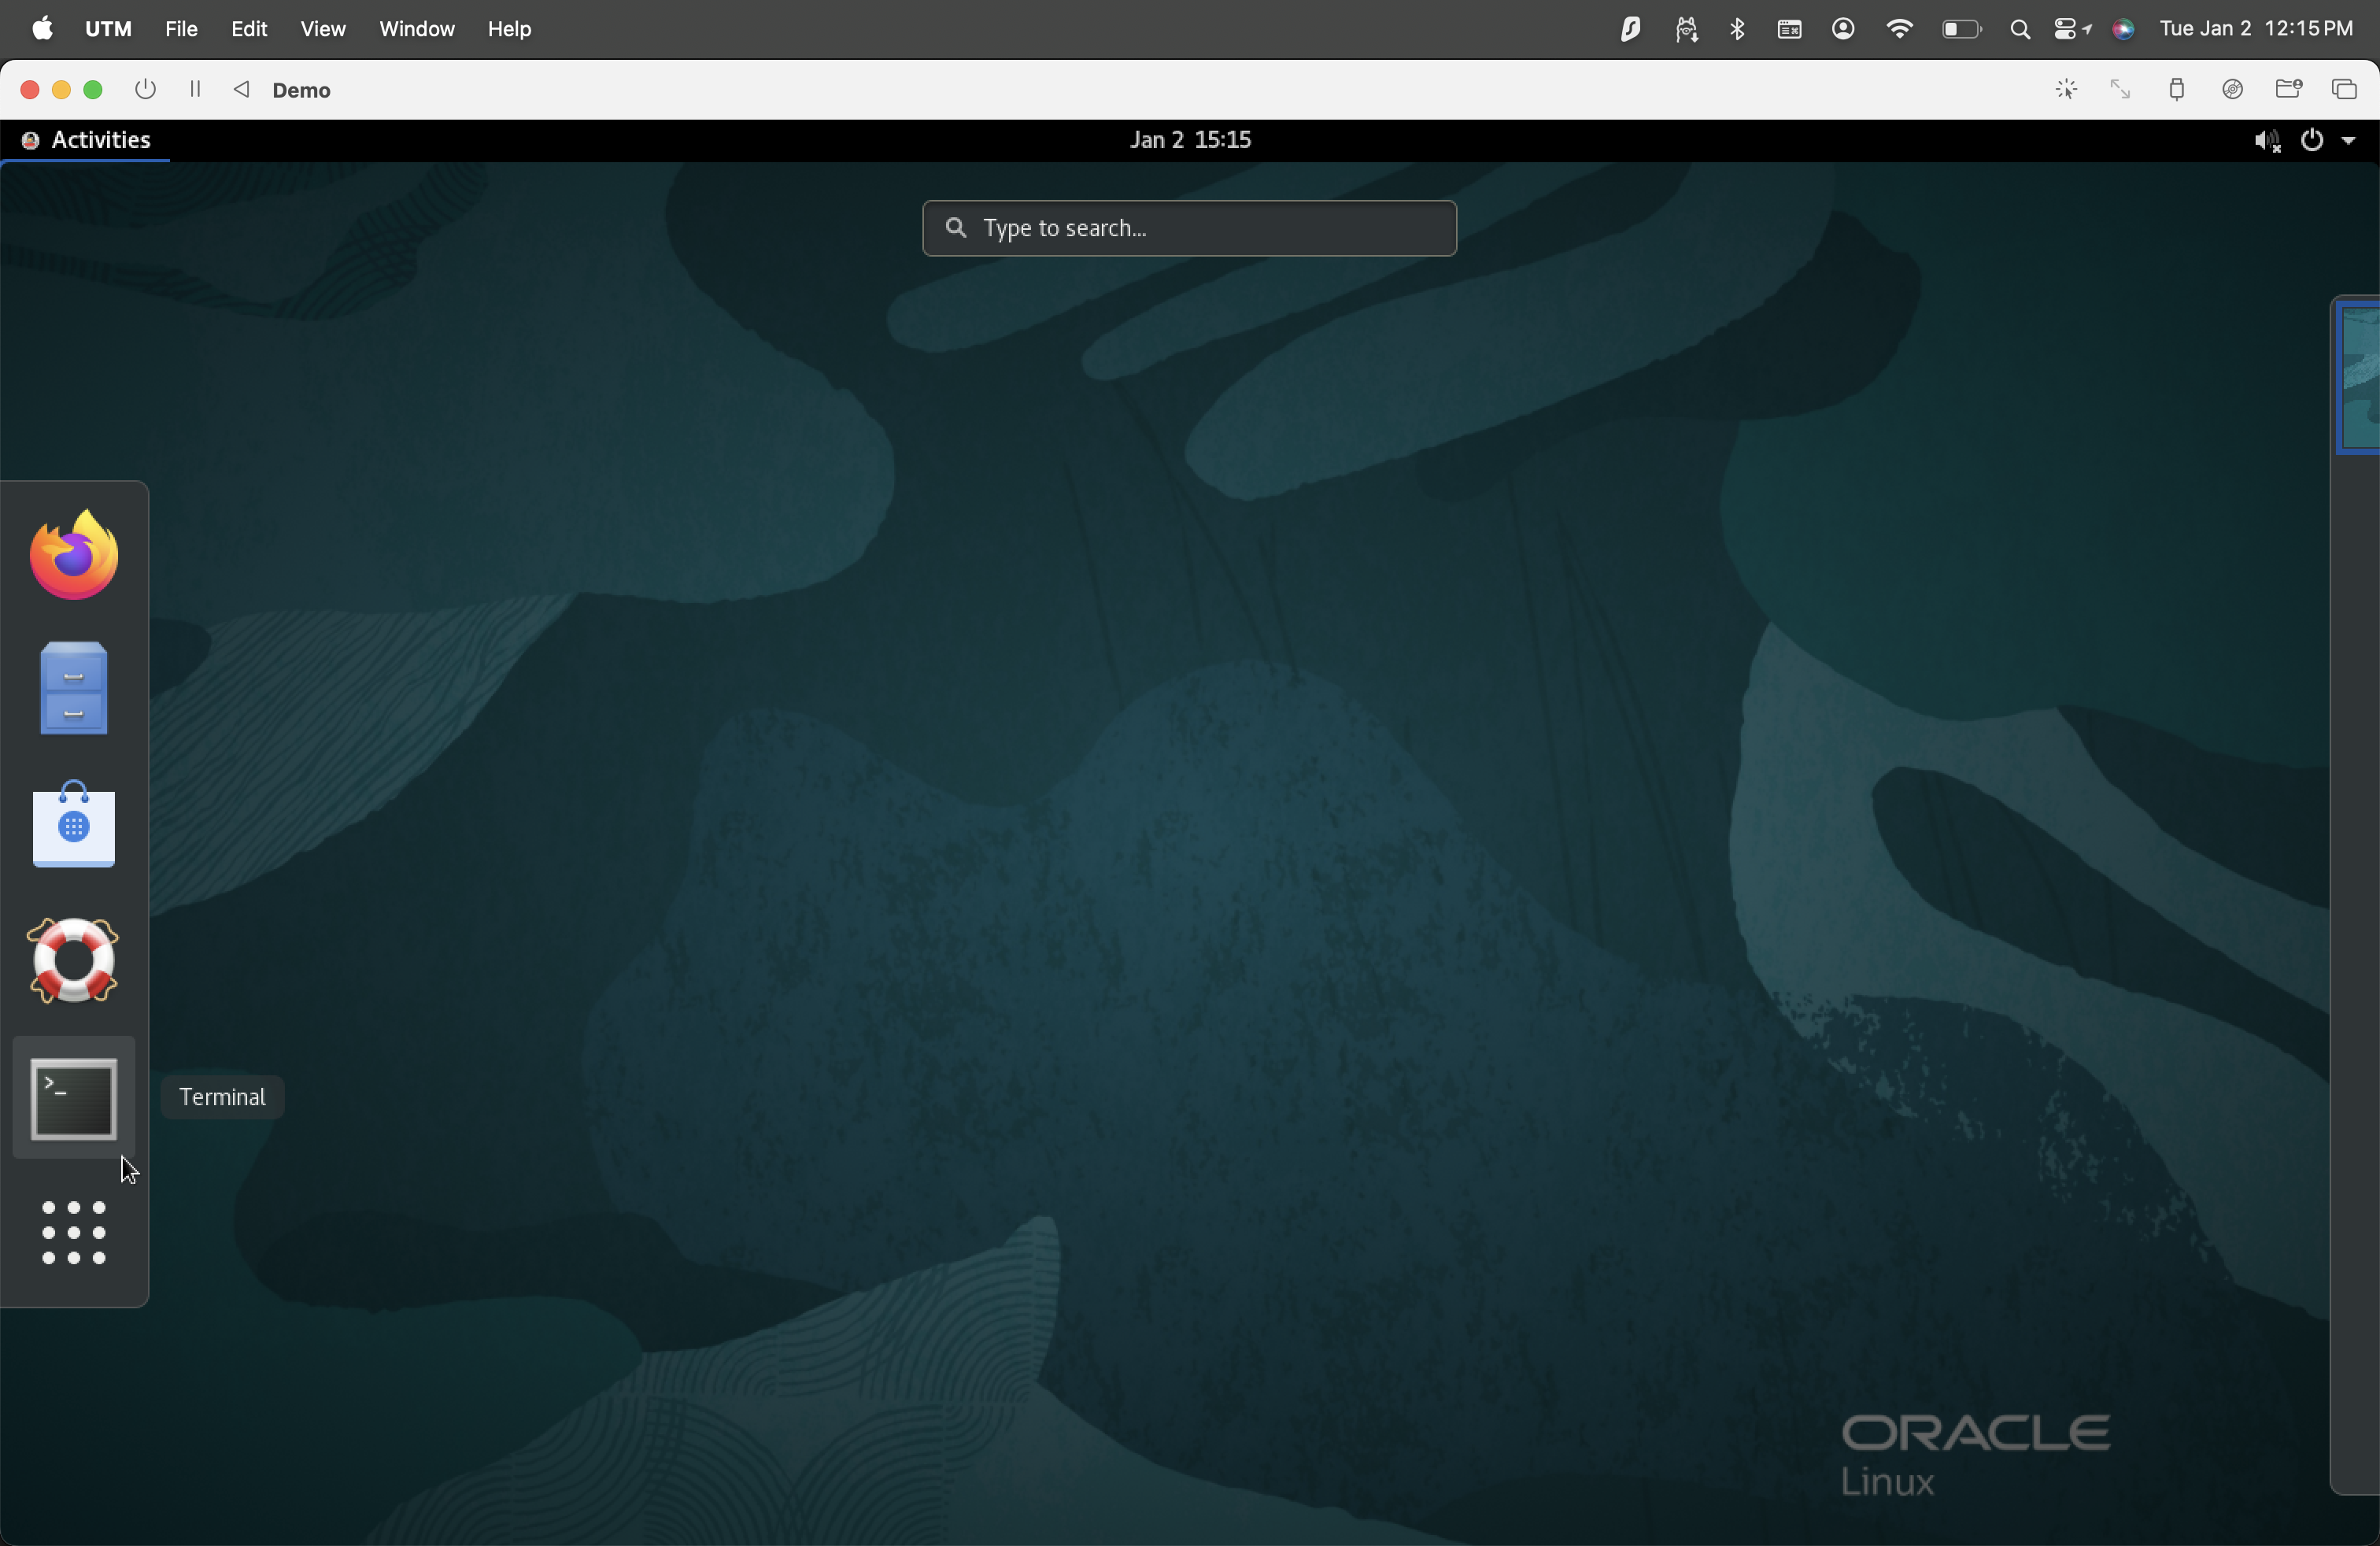 UTM File Edit View Window Help Tue Jan 2 12:15 PM
Demo
Activities Jan 2 15:15
Type to search...
>_ Terminal
ORACLE
Linux